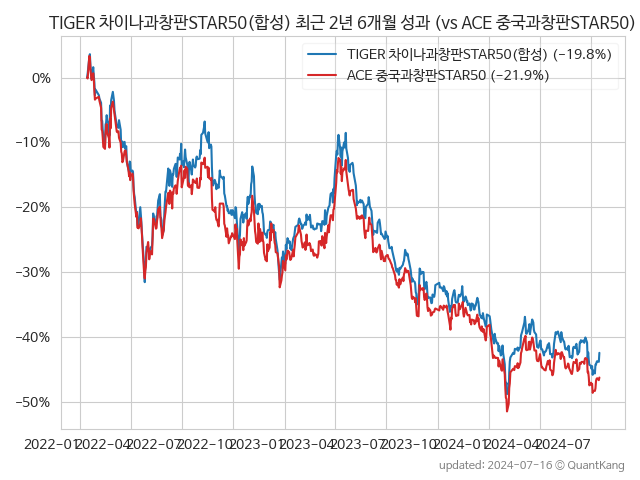 TIGER 차이나과창판STAR50(합성) 최근 2년 6개월 성과 (vs ACE 중국과창판STAR50)
TIGER 차이나과창판STAR50(합성) (−19.8%)
ACE 중국과창판STAR50 (−21.9%)
0%
−10%
−20%
−30%
−40%
−50%
2022-01 2022-04 2022-07 2022-10 2023-01 2023-04 2023-07 2023-10 2024-01 2024-04 2024-07
updated: 2024-07-16 © QuantKang